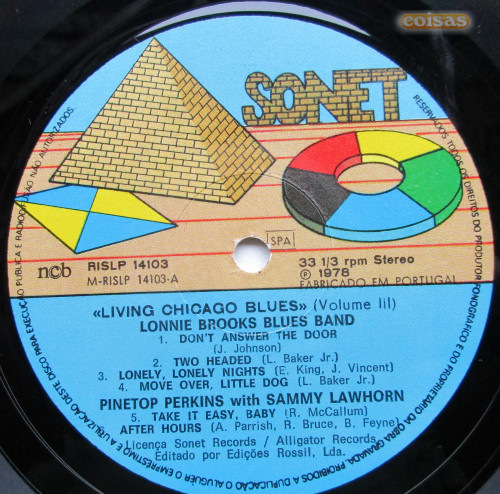 eoisas
SONET
RESERVADOS TODOS OS DIREITOS DO PRODUTOR FONOGRÁFICO E DO PROPRIETÁRIO DA OBRA GRAVADA. PROIBIDOS A DUPLICAÇÃO O ALUGUER O EMPRÉSTIMO E A UTILIZAÇÃO DESTE DISCO PARA EXECUÇÃO PÚBLICA E RADIODIFUSÃO NÃO AUTORIZADOS.
SPA
ncb
RISLP 14103
M-RISLP 14103-A
33 1/3 rpm Stereo
℗ 1978
FABRICADO EM PORTUGAL
«LIVING CHICAGO BLUES» (Volume III)
LONNIE BROOKS BLUES BAND
1. DON'T ANSWER THE DOOR
(J. Johnson)
2. TWO HEADED (L. Baker Jr.)
3. LONELY, LONELY NIGHTS (E. King, J. Vincent)
4. MOVE OVER, LITTLE DOG (L. Baker Jr.)
PINETOP PERKINS with SAMMY LAWHORN
5. TAKE IT EASY, BABY (R. McCallum)
AFTER HOURS (A. Parrish, R. Bruce, B. Feyne)
Licença Sonet Records / Alligator Records
Editado por Edições Rossil, Lda.